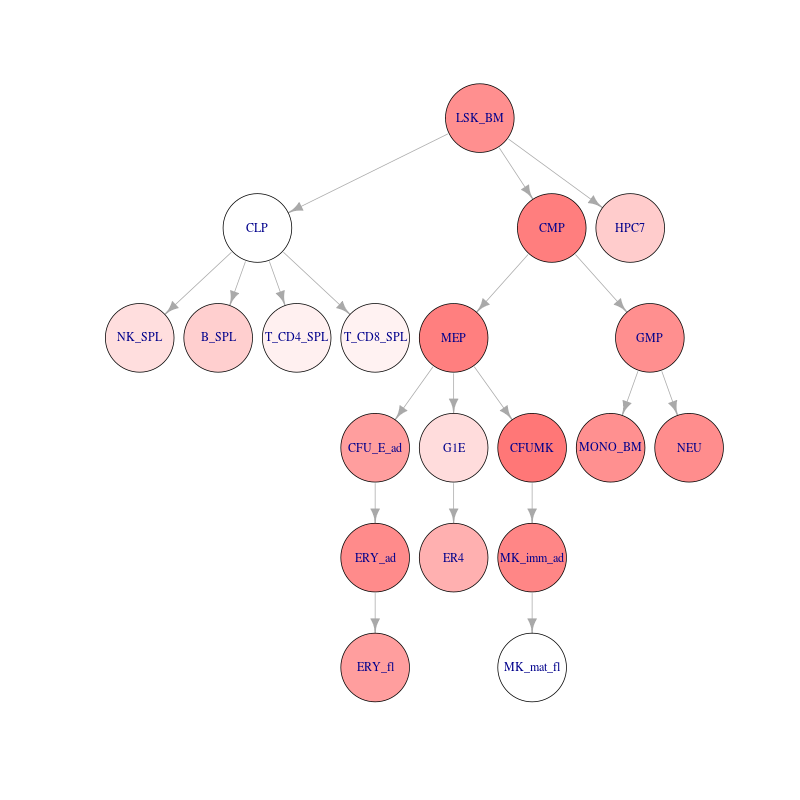 LSK_BM
CLP
CMP
HPC7
NK_SPL
B_SPL
T_CD4_SPL
T_CD8_SPL
MEP
GMP
CFU_E_ad
G1E
CFUMK
MONO_BM
NEU
ERY_ad
ER4
MK_imm_ad
ERY_fl
MK_mat_fl